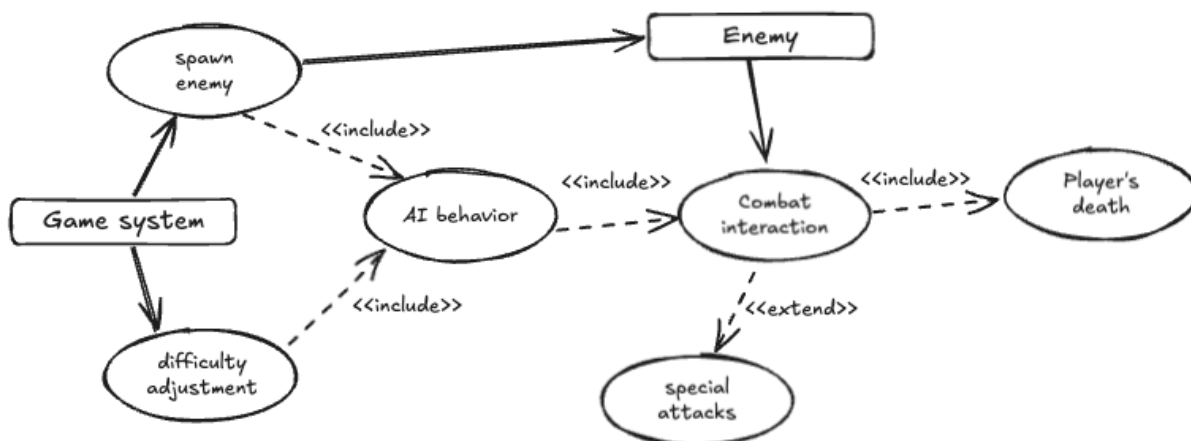 spawn
enemy
Enemy
<<include>>
Game system
AI behavior
<<include>>
Combat
interaction
<<include>>
Player's
death
<<include>>
<<extend>>
difficulty
adjustment
special
attacks